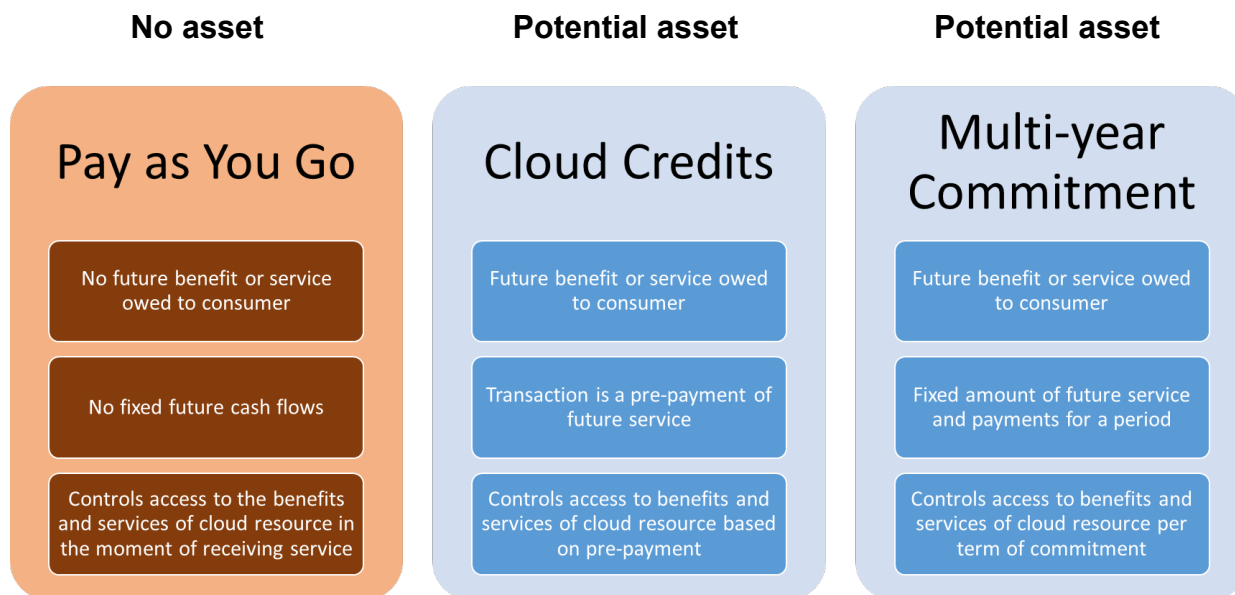 No asset
Potential asset
Potential asset
Pay as You Go
No future benefit or service
owed to consumer
No fixed future cash flows
Controls access to the benefits
and services of cloud resource in
the moment of receiving service
Cloud Credits
Future benefit or service owed
to consumer
Transaction is a pre-payment of
future service
Controls access to benefits and
services of cloud resource based
on pre-payment
Multi-year
Commitment
Future benefit or service owed
to consumer
Fixed amount of future service
and payments for a period
Controls access to benefits and
services of cloud resource per
term of commitment